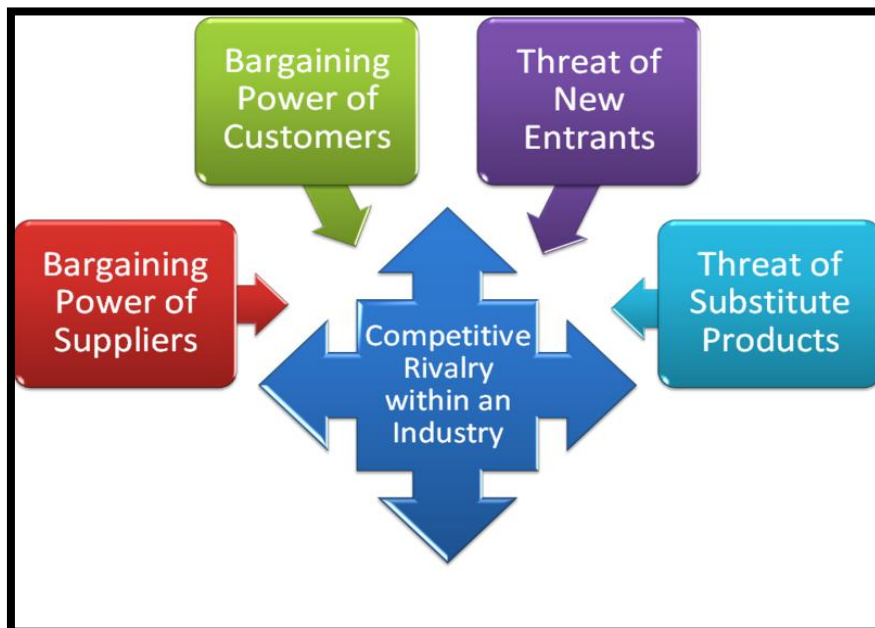 Bargaining
Power of
Customers
Threat of
New
Entrants
Bargaining
Power of
Suppliers
Threat of
Substitute
Products
Competitive
Rivalry
within an
Industry